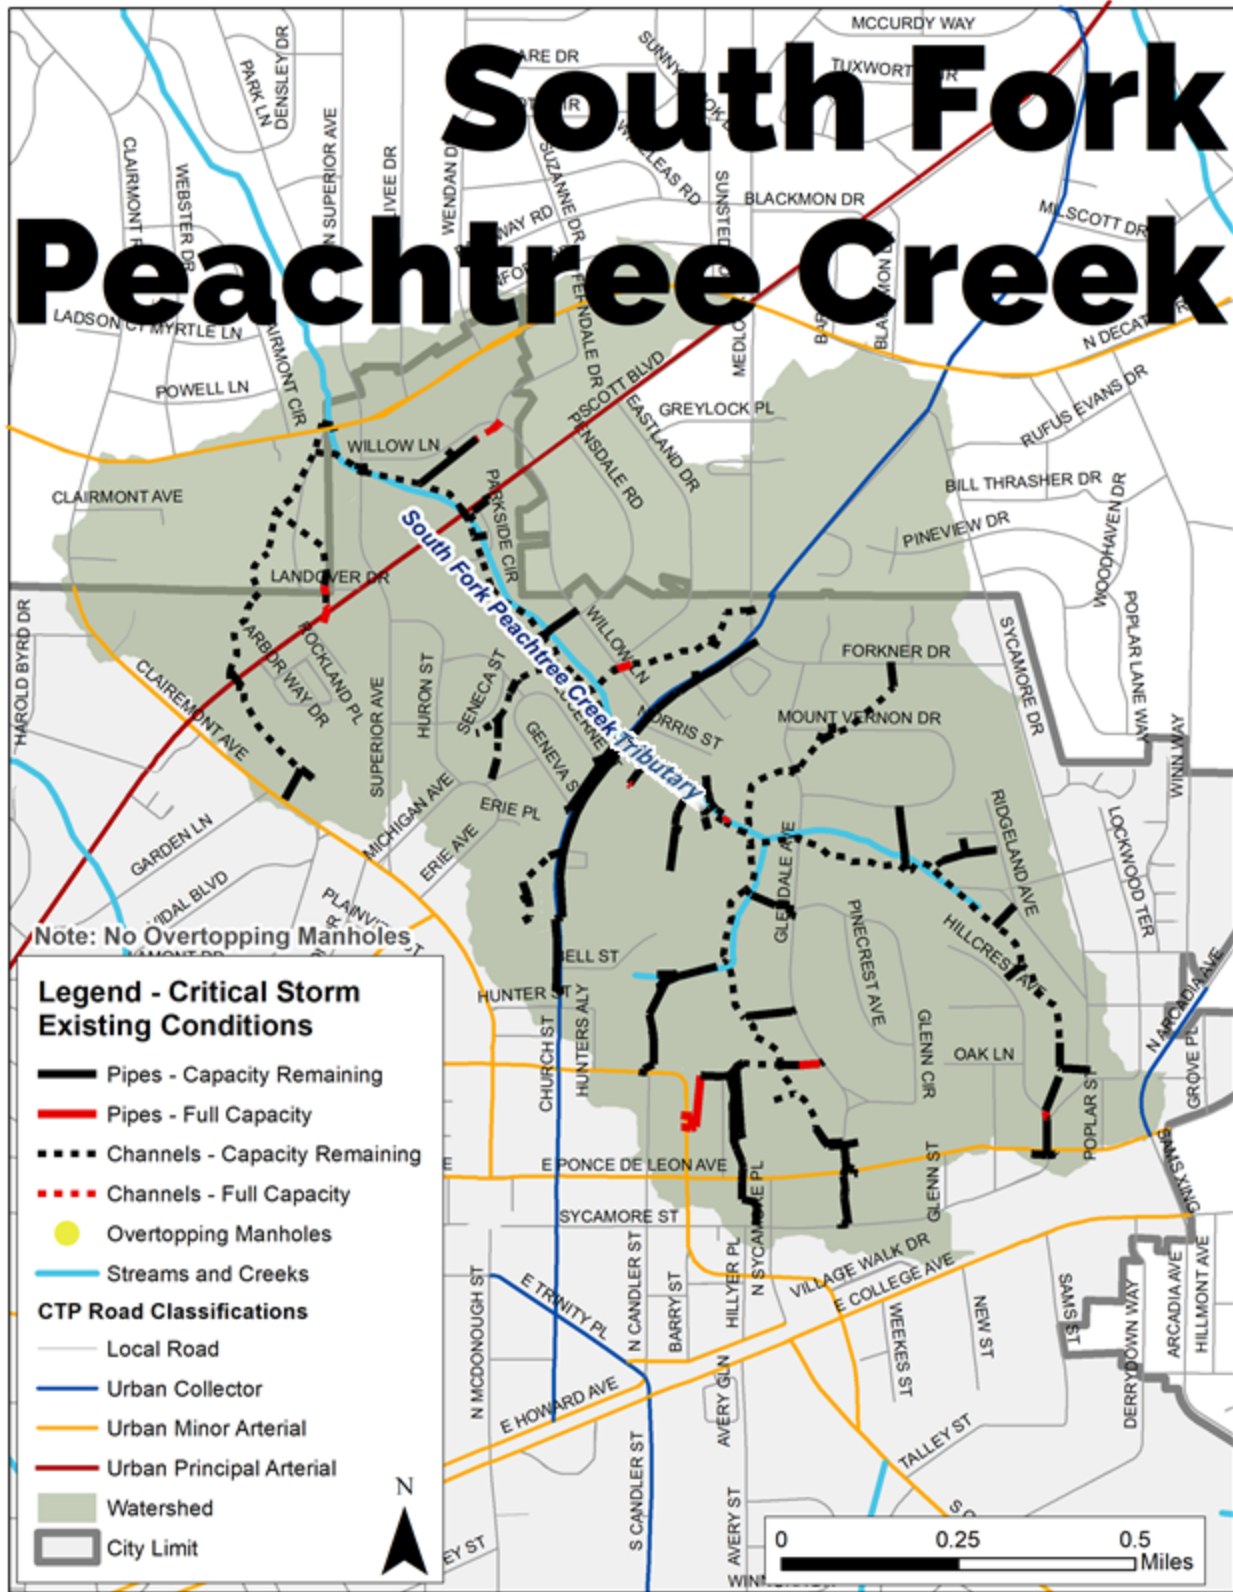 South Fork
Peachtree Creek
MCCURDY WAY
DENSLEY DR
PARK LN
N SUPERIOR AVE
CLAIRMONT
WEBSTER DR
BLACKMON DR
SUZANNE DR
LADSON CT
MYRTLE LN
POWELL LN
CLAIRMONT AVE
WILLOW LN
PARKSIDE CIR
SCOTT BLVD
FERNDALE DR
PENSDALE RD
EASTLAND DR
GREYLOCK PL
RUFUS EVANS DR
BILL THRASHER DR
PINEVIEW DR
WOODHAVEN DR
POPLAR LANE WAY
SYCAMORE DR
WINN WAY
LANDOVER DR
HAROLD BYRD DR
ARBOR WAY DR
ROCKLAND PL
CLAIREMONT AVE
SUPERIOR AVE
HURON ST
SENECA ST
South Fork Peachtree Creek Tributary
WILLOW LN
NORRIS ST
FORKNER DR
MOUNT VERNON DR
MICHIGAN AVE
ERIE PL
ERIE AVE
GARDEN LN
GLENDALE AVE
RIDGELAND AVE
LOCKWOOD TER
PINECREST AVE
HILLCREST AVE
N ARCADIA AVE
GROVE PL
BELL ST
HUNTER ST
HUNTERS ALY
CHURCH ST
GLENN CIR
OAK LN
POPLAR ST
SAMS XING
E PONCE DE LEON AVE
SYCAMORE ST
GLENN ST
N CANDLER ST
BARRY ST
HILLYER PL
N SYCAMORE PL
VILLAGE WALK DR
E COLLEGE AVE
E TRINITY PL
N MCDONOUGH ST
E HOWARD AVE
AVERY GLN
WEEKES ST
NEW ST
SAMS ST
DERRYDOWN WAY
ARCADIA AVE
HILLMONT AVE
TALLEY ST
S CANDLER ST
AVERY ST
Note: No Overtopping Manholes
Legend - Critical Storm
Existing Conditions
Pipes - Capacity Remaining
Pipes - Full Capacity
Channels - Capacity Remaining
Channels - Full Capacity
Overtopping Manholes
Streams and Creeks
CTP Road Classifications
Local Road
Urban Collector
Urban Minor Arterial
Urban Principal Arterial
Watershed
City Limit
N
0 0.25 0.5
Miles